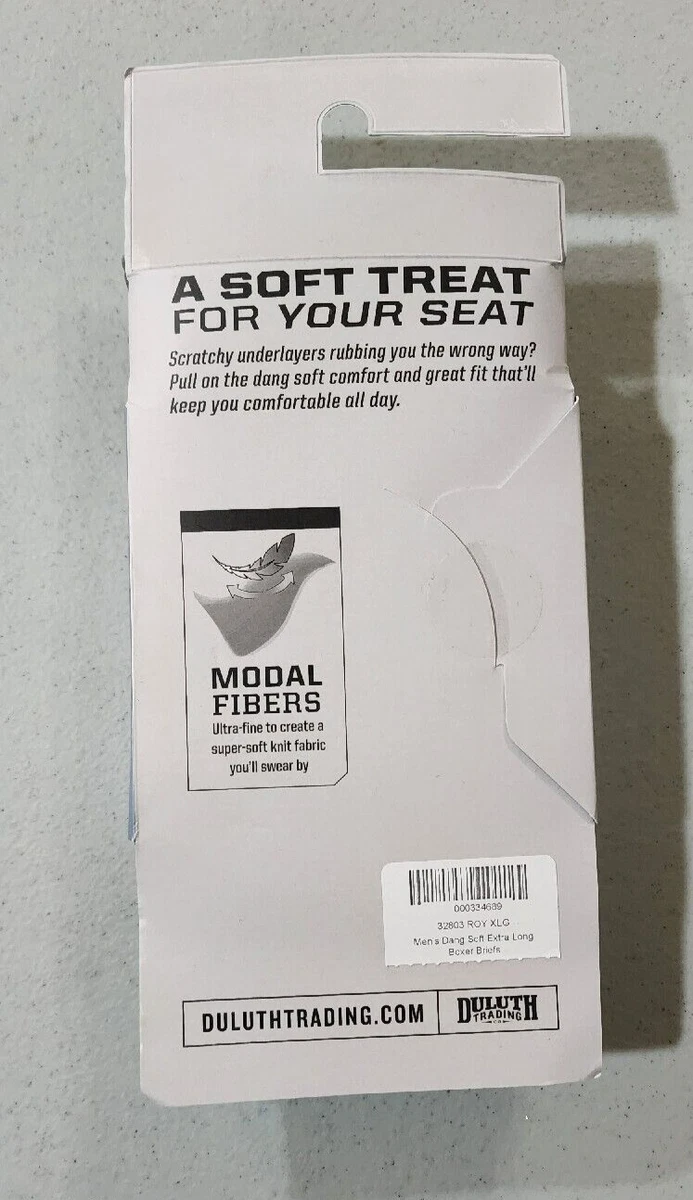 A SOFT TREAT
FOR YOUR SEAT
Scratchy underlayers rubbing you the wrong way?
Pull on the dang soft comfort and great fit that'll
keep you comfortable all day.
MODAL
FIBERS
Ultra-fine to create a
super-soft knit fabric
you'll swear by
000334689
32803 ROY XLG
Men's Dang Soft Extra Long
Boxer Briefs
DULUTHTRADING.COM
DULUTH
TRADING
CO